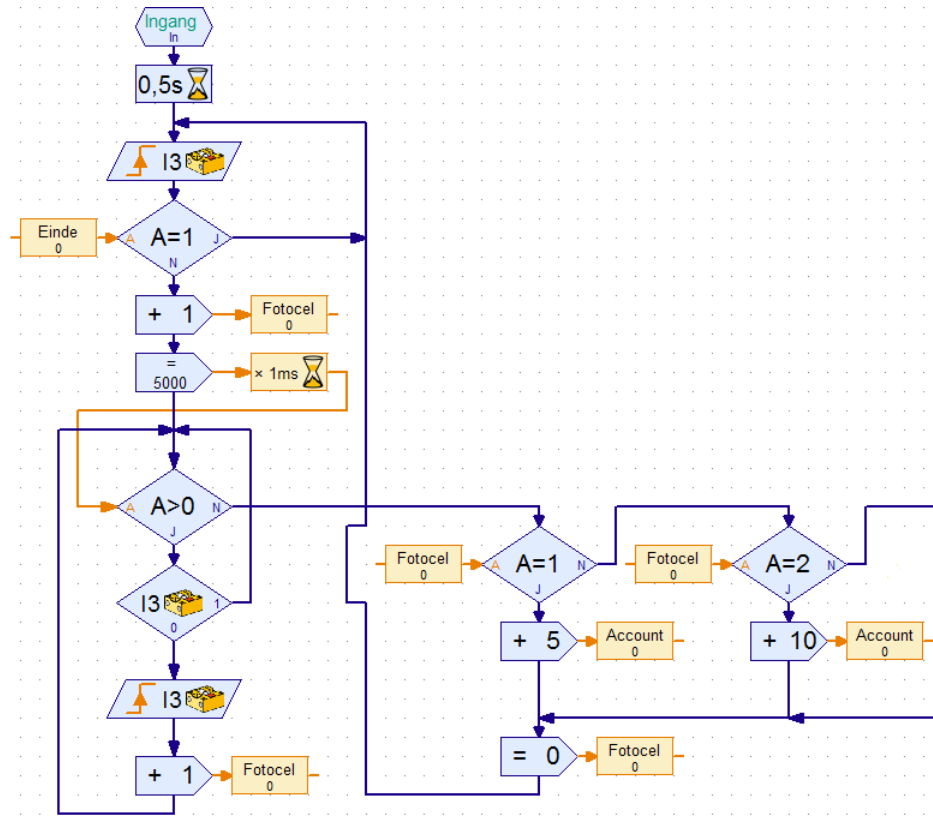 Ingang
In
0,5s
I3
Einde
0
A
A=1
J
N
+ 1
Fotocel
0
=
5000
× 1ms
A
A>0
N
J
I3
1
0
I3
+ 1
Fotocel
0
Fotocel
0
A
A=1
N
J
+ 5
Account
0
= 0
Fotocel
0
Fotocel
0
A
A=2
N
J
+ 10
Account
0